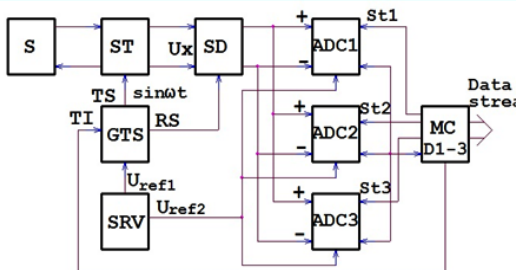 S
ST
Ux
SD
+
-
ADC1
St1
TS
sinωt
TI
GTS
RS
+
-
ADC2
St2
MC
D1-3
Data
strea
Uref1
SRV
Uref2
+
-
ADC3
St3